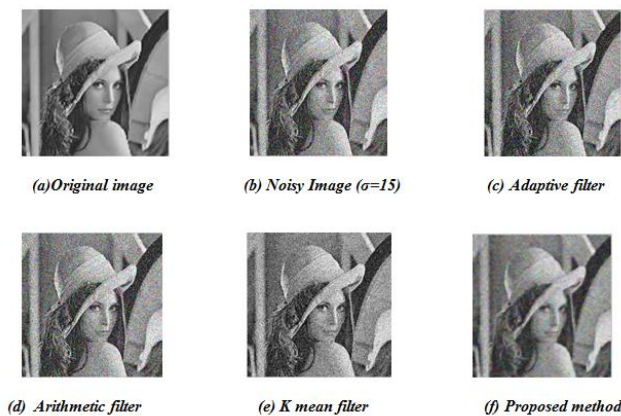 (a)Original image
(b) Noisy Image (σ=15)
(c) Adaptive filter
(d) Arithmetic filter
(e) K mean filter
(f) Proposed method